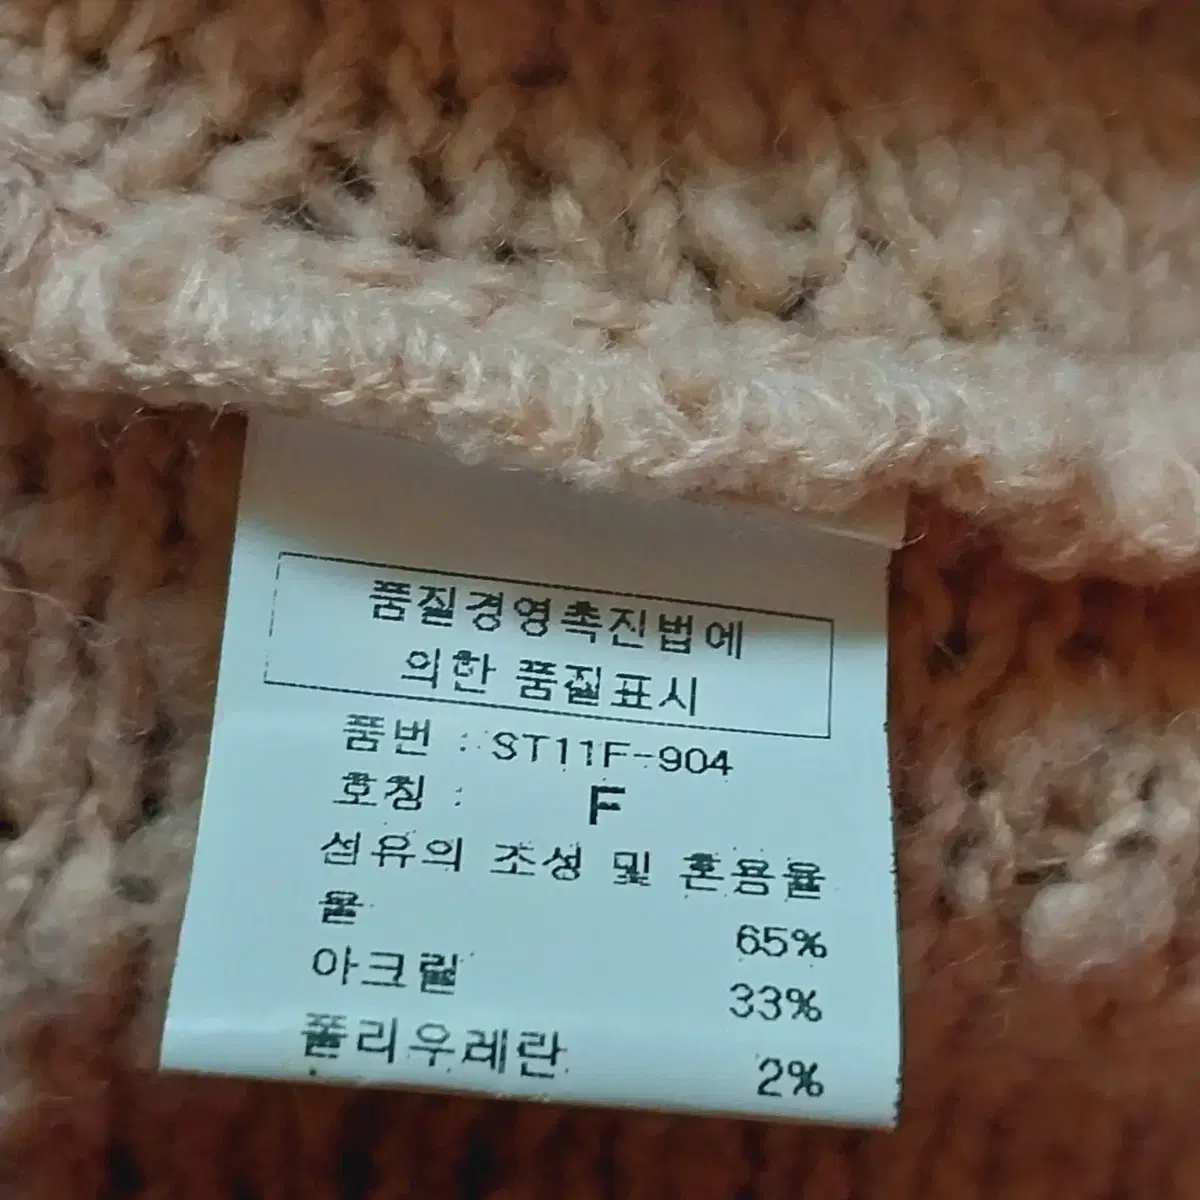 품질경영촉진법에
의한 품질표시
품번 : ST11F-904
호칭 : F
섬유의 조성 및 혼용율
울 65%
아크릴 33%
폴리우레탄 2%